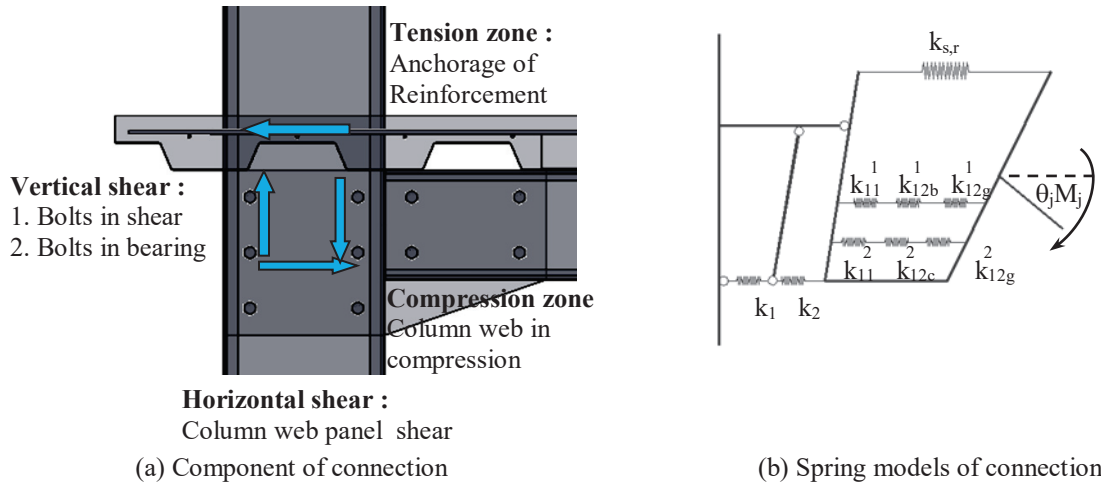 Tension zone :
Anchorage of
Reinforcement
Vertical shear :
1. Bolts in shear
2. Bolts in bearing
Compression zone
Column web in
compression
Horizontal shear :
Column web panel shear
(a) Component of connection
k_{s,r}
k_{11}^{1} k_{12b}^{1} k_{12g}^{1}
θ_jM_j
k_{11}^{2} k_{12c}^{2} k_{12g}^{2}
k_1 k_2
(b) Spring models of connection